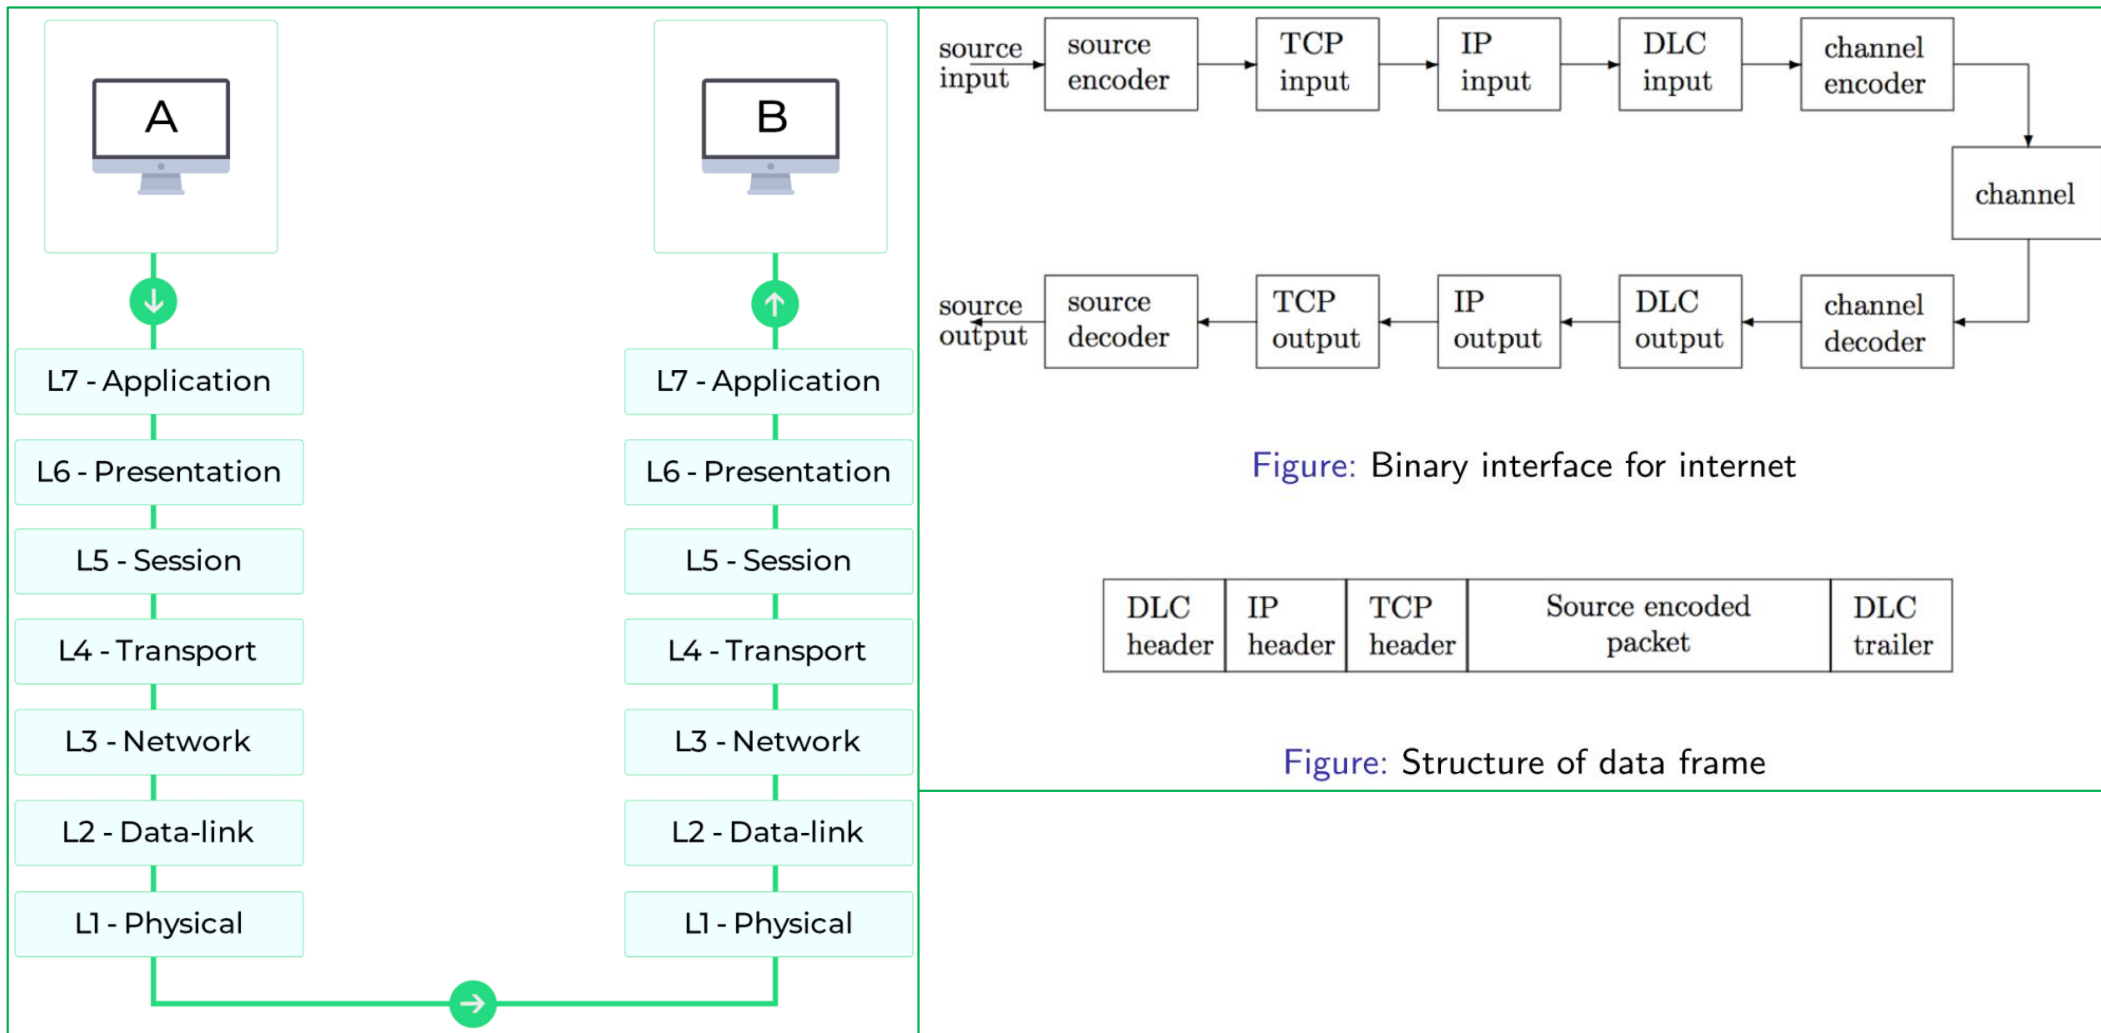 A
L7 - Application
L6 - Presentation
L5 - Session
L4 - Transport
L3 - Network
L2 - Data-link
L1 - Physical
B
L7 - Application
L6 - Presentation
L5 - Session
L4 - Transport
L3 - Network
L2 - Data-link
L1 - Physical
source
input
source
encoder
TCP
input
IP
input
DLC
input
channel
encoder
channel
source
output
source
decoder
TCP
output
IP
output
DLC
output
channel
decoder
Figure: Binary interface for internet
DLC
header
IP
header
TCP
header
Source encoded
packet
DLC
trailer
Figure: Structure of data frame